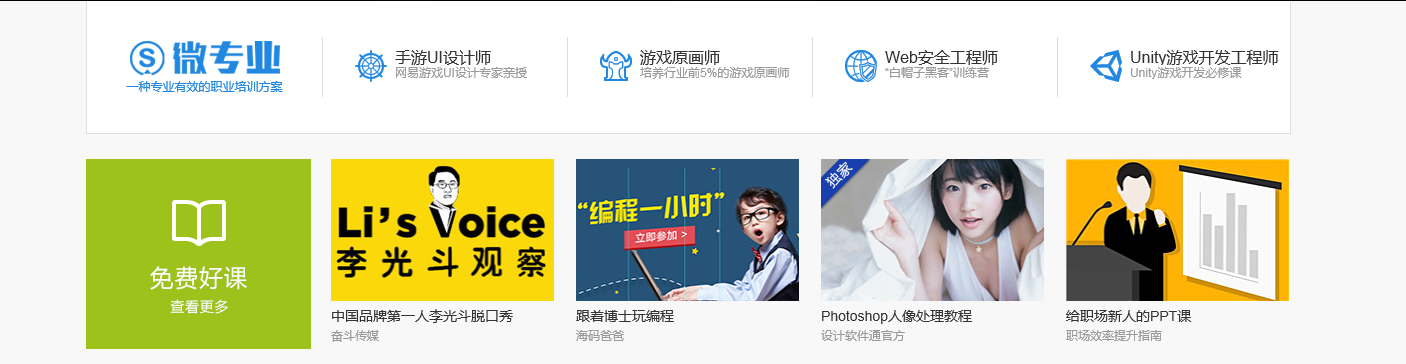 微专业
一种专业有效的职业培训方案
手游UI设计师
网易游戏UI设计专家亲授
游戏原画师
培养行业前5%的游戏原画师
Web安全工程师
“白帽子黑客”训练营
Unity游戏开发工程师
Unity游戏开发必修课
免费好课
查看更多
Li's Voice
李光斗观察
中国品牌第一人李光斗脱口秀
奋斗传媒
“编程一小时”
立即参加 >
跟着博士玩编程
海码爸爸
独家
Photoshop人像处理教程
设计软件通官方
给职场新人的PPT课
职场效率提升指南